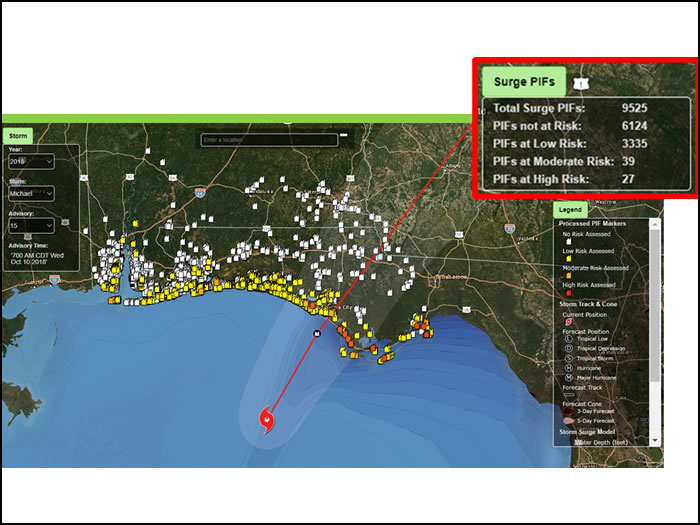 Surge PIFs
1
Total Surge PIFs: 9525
PIFs not at Risk: 6124
PIFs at Low Risk: 3335
PIFs at Moderate Risk: 39
PIFs at High Risk: 27
Storm
Year:
2018
Storm:
Michael
Advisory:
15
Advisory Time:
'700 AM CDT Wed
Oct 10 2018'
Enter a location
Albany
Valdosta
M
Legend
Processed PIF Markers
No Risk Assessed
Low Risk Assessed
Moderate Risk Assessed
High Risk Assessed
Storm Track & Cone
Current Position
Forecast Position
L Tropical Low
D Tropical Depression
S Tropical Storm
H Hurricane
M Major Hurricane
Forecast Track
Forecast Cone
3-Day Forecast
5-Day Forecast
Storm Surge Model
Water Depth (feet)